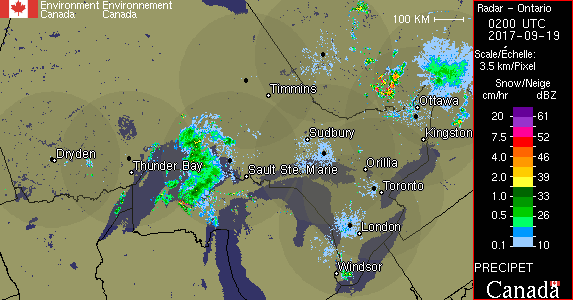 Environment Environnement
Canada Canada
100 KM
Radar - Ontario
0200 UTC
2017-09-19
Scale/Échelle:
3.5 km/Pixel
Snow/Neige
cm/hr dBZ
20 61
7.5 52
4.0 46
2.0 39
1.0 33
0.5 26
0.1 10
PRECIPET
Canada
Timmins
Ottawa
Sudbury
Kingston
Dryden
Thunder Bay
Sault Ste. Marie
Orillia
Toronto
London
Windsor